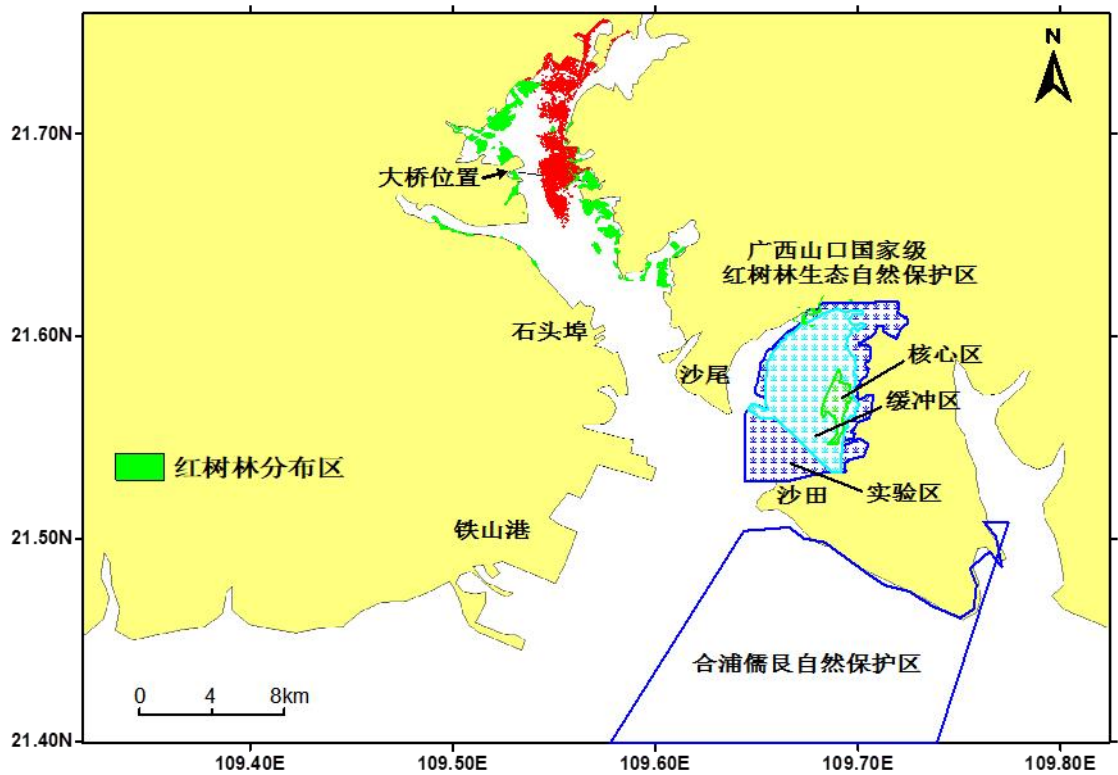 N
21.70N
大桥位置
广西山口国家级
红树林生态自然保护区
21.60N
石头埠
核心区
沙尾
缓冲区
红树林分布区
沙田
实验区
铁山港
21.50N
合浦儒艮自然保护区
0 4 8km
21.40N
109.40E 109.50E 109.60E 109.70E 109.80E